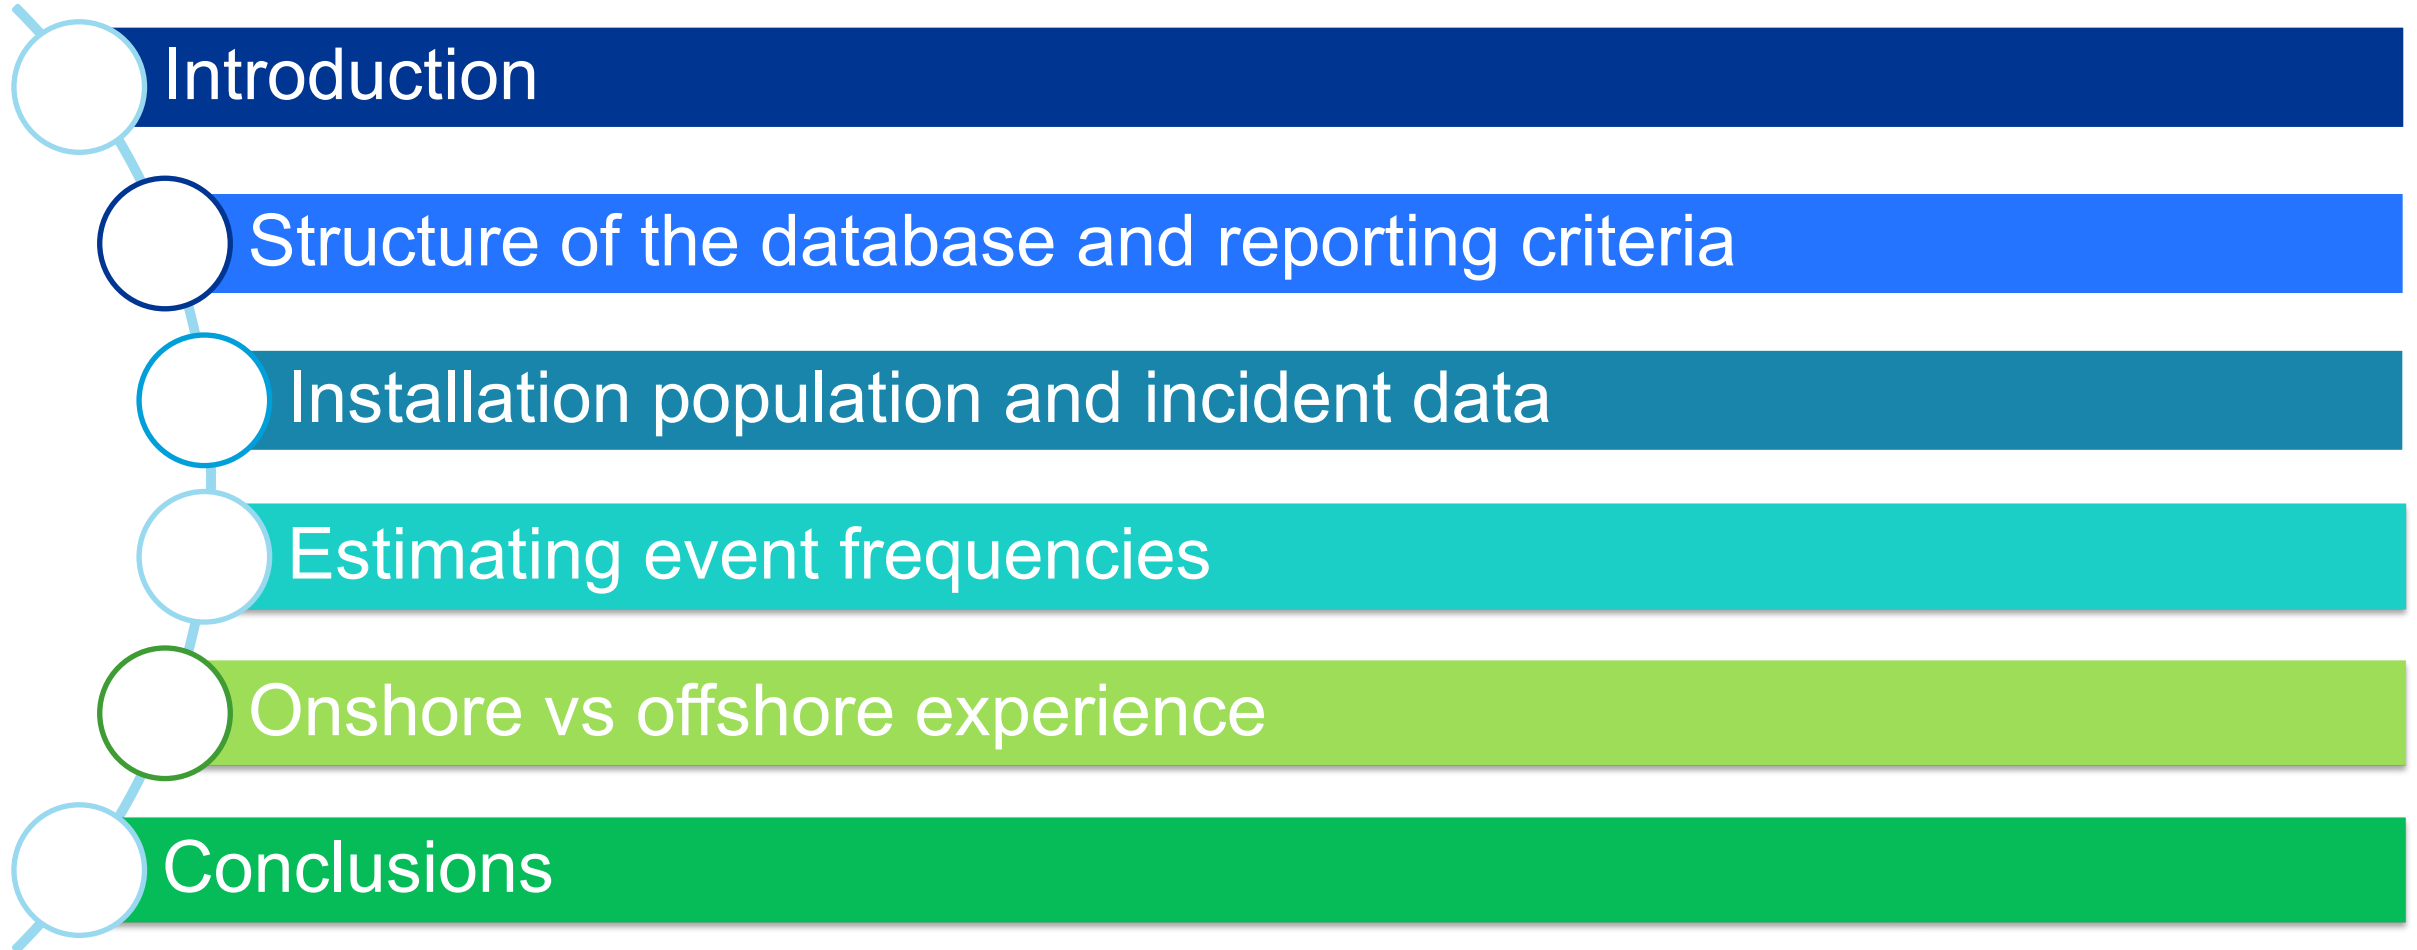 Introduction
Structure of the database and reporting criteria
Installation population and incident data
Estimating event frequencies
Onshore vs offshore experience
Conclusions